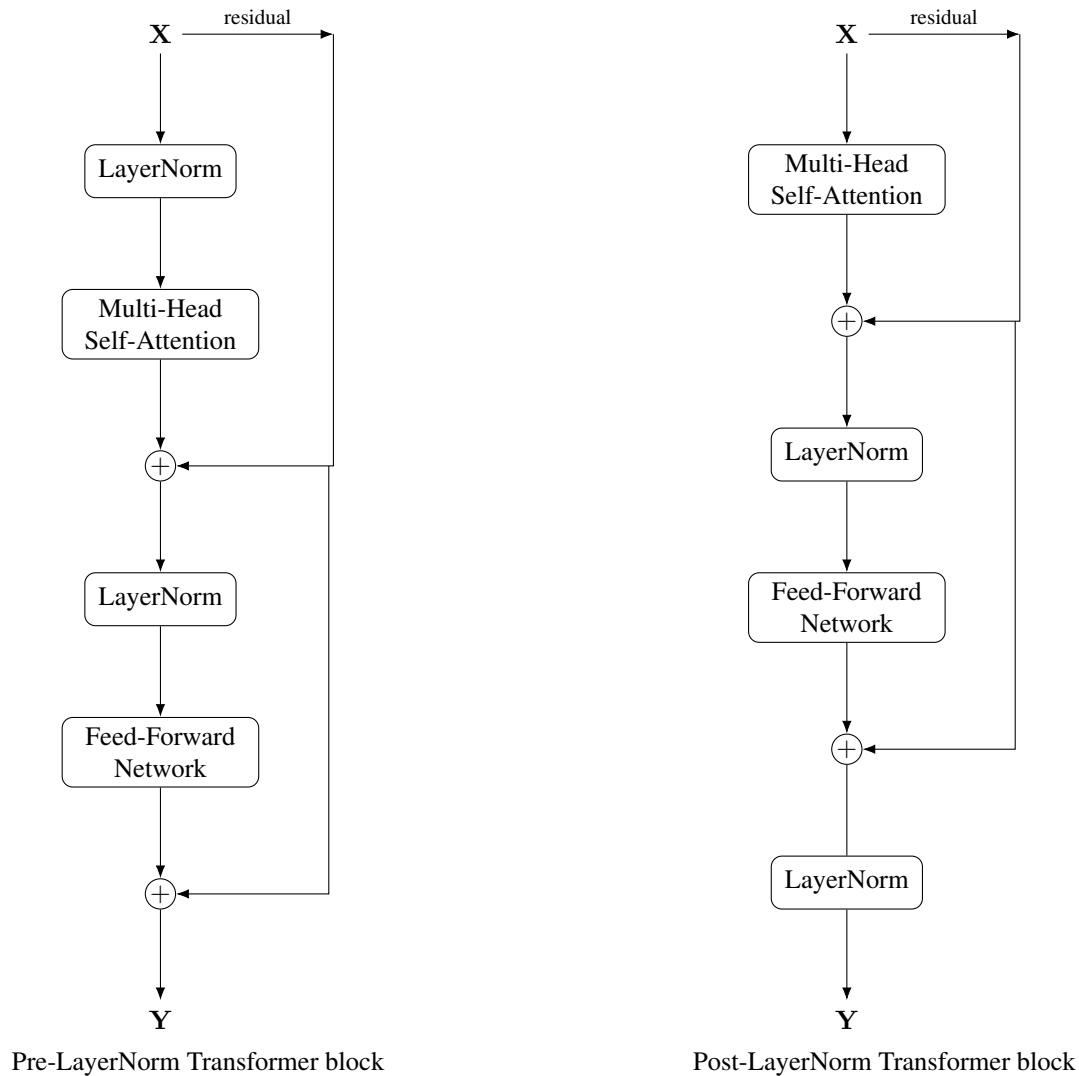 X
residual
LayerNorm
Multi-Head
Self-Attention
+
LayerNorm
Feed-Forward
Network
+
Y
Pre-LayerNorm Transformer block
X
Multi-Head
Self-Attention
+
LayerNorm
Feed-Forward
Network
+
LayerNorm
Y
Post-LayerNorm Transformer block
residual